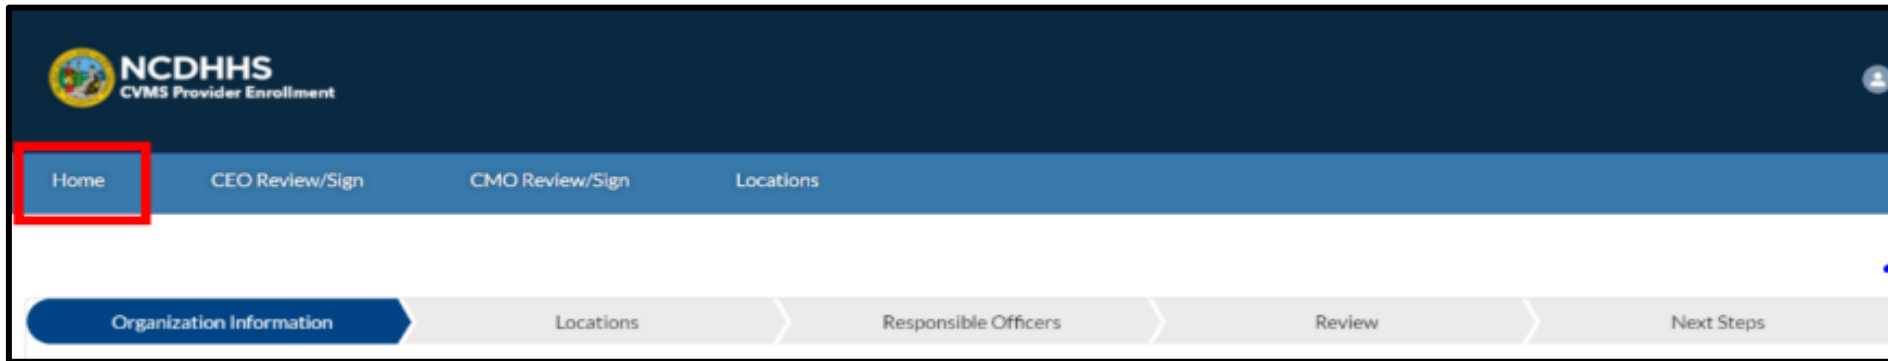 NCDHHS
CVMS Provider Enrollment
Home CEO Review/Sign CMO Review/Sign Locations
Organization Information Locations Responsible Officers Review Next Steps